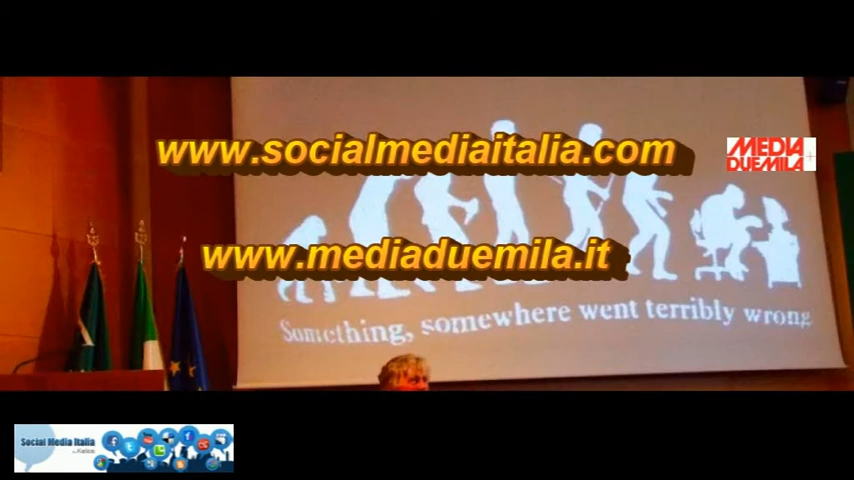 www.socialmediaitalia.com
MEDIA
DUEMILA
www.mediaduemila.it
Something, somewhere went terribly wrong
Social Media Italia